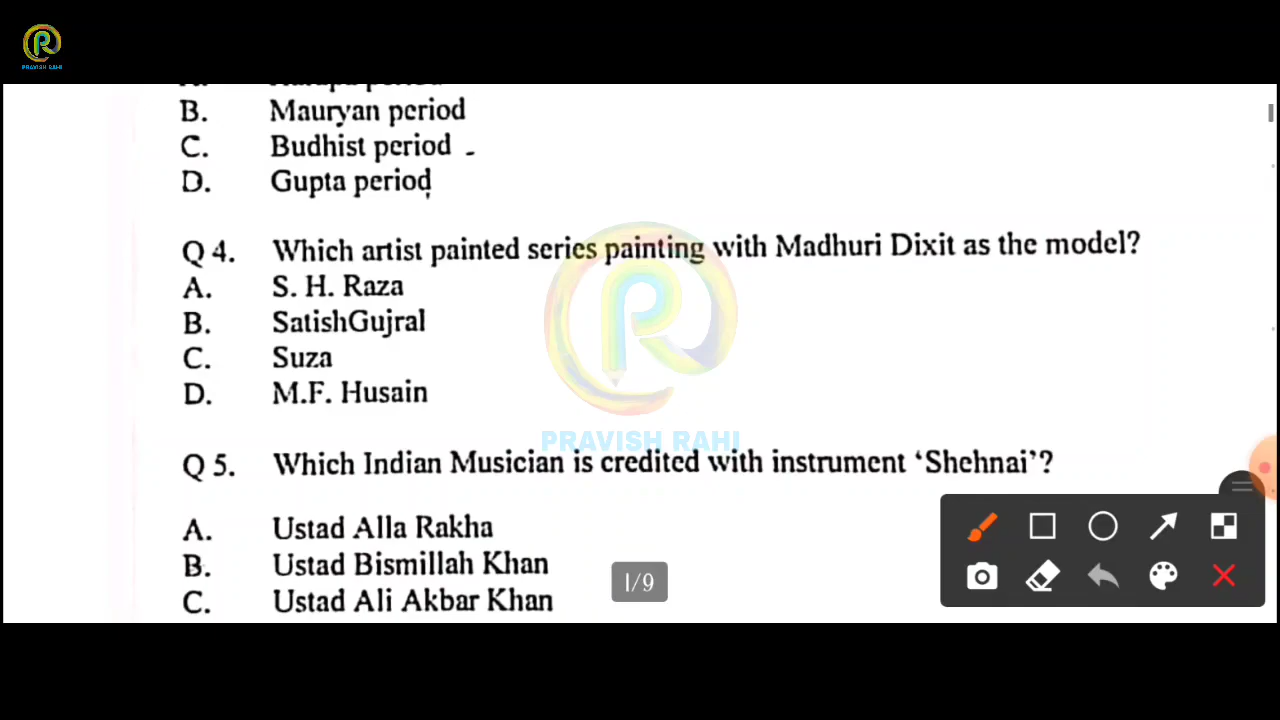 PRAVISH RAHI
B. Mauryan period
C. Budhist period -
D. Gupta period
Q 4. Which artist painted series painting with Madhuri Dixit as the model?
A. S. H. Raza
B. SatishGujral
C. Suza
D. M.F. Husain
PRAVISH RAHI
Q 5. Which Indian Musician is credited with instrument ‘Shehnai’?
A. Ustad Alla Rakha
B. Ustad Bismillah Khan
C. Ustad Ali Akbar Khan
1/9